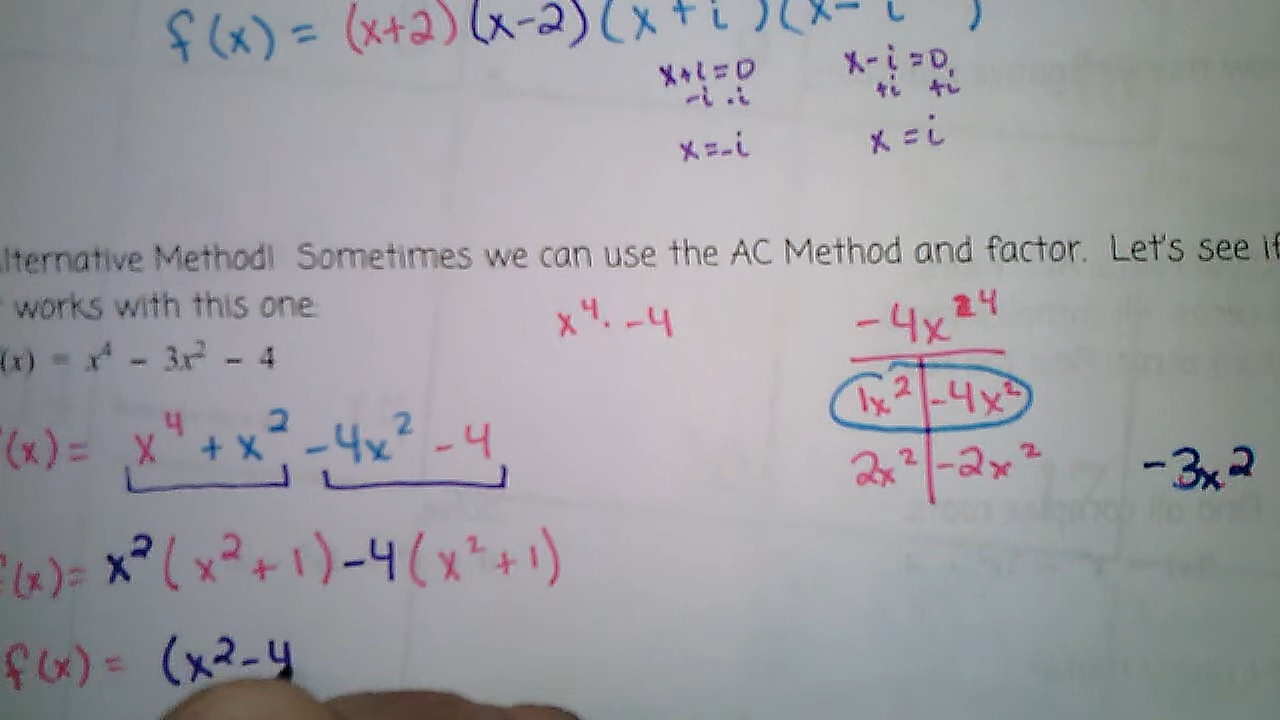 f(x) = (x+2)(x-2)(x+i)(x-i)
x+i=0 x-i=0
-i -i +i +i
x=-i x=i
lternative Method! Sometimes we can use the AC Method and factor. Let's see if
works with this one
x⁴· -4 -4x⁴
(x) = x⁴ - 3x² - 4
1x² -4x²
(x) = x⁴ + x² - 4x² - 4
2x² -2x² -3x²
f(x) = x²(x²+1) -4(x²+1)
f(x) = (x²-4